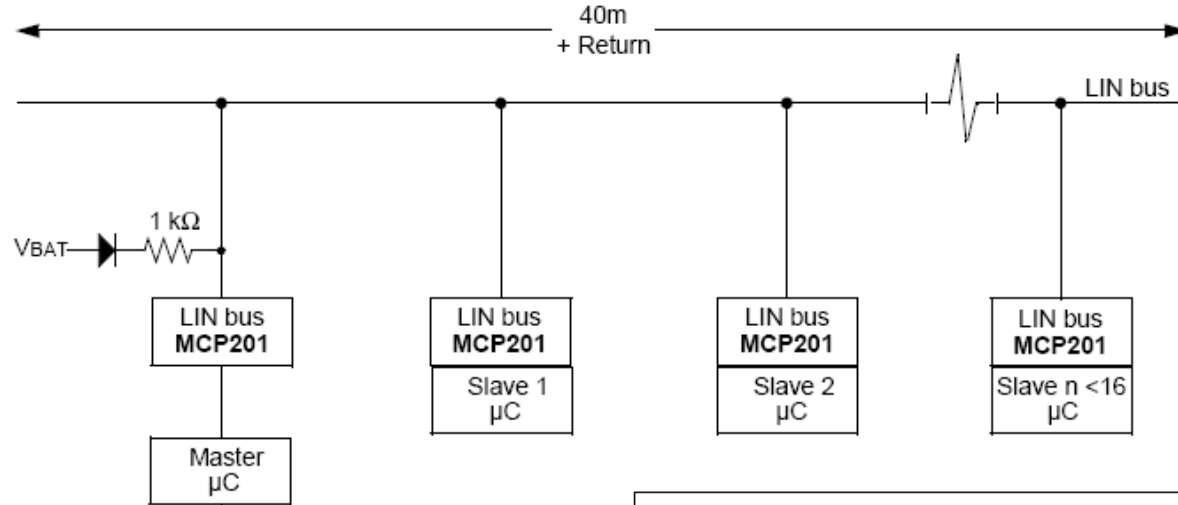 40m
+ Return
LIN bus
1 kΩ
VBAT
LIN bus
MCP201
Master
µC
LIN bus
MCP201
Slave 1
µC
LIN bus
MCP201
Slave 2
µC
LIN bus
MCP201
Slave n <16
µC